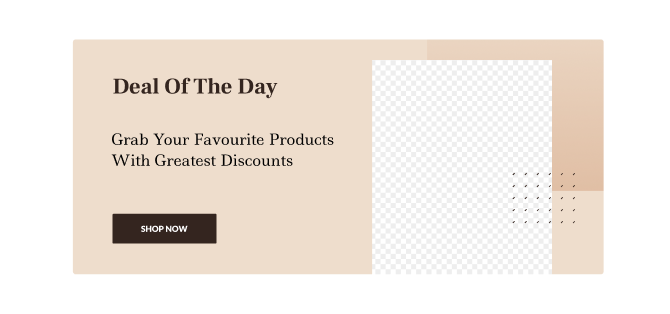 Deal Of The Day
Grab Your Favourite Products
With Greatest Discounts
SHOP NOW